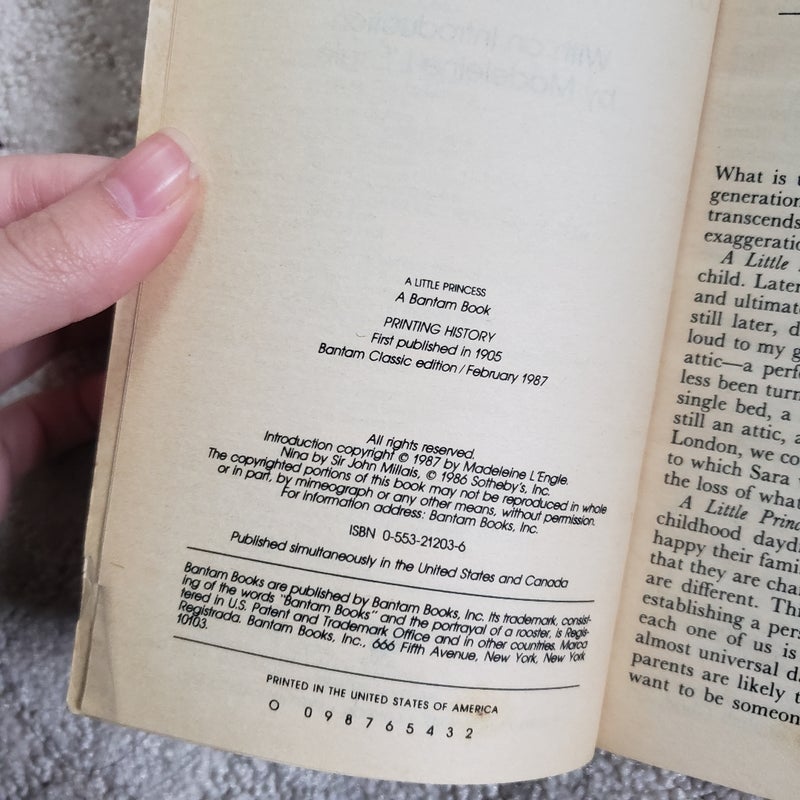 A LITTLE PRINCESS
A Bantam Book
PRINTING HISTORY
First published in 1905
Bantam Classic edition / February 1987
All rights reserved.
Introduction copyright © 1987 by Madeleine L'Engle.
Nina by Sir John Millais, © 1986 Sotheby's, Inc.
The copyrighted portions of this book may not be reproduced in whole
or in part, by mimeograph or any other means, without permission.
For information address: Bantam Books, Inc.
ISBN 0-553-21203-6
Published simultaneously in the United States and Canada
Bantam Books are published by Bantam Books, Inc. Its trademark, consist-
ing of the words "Bantam Books" and the portrayal of a rooster, is Regis-
tered in U.S. Patent and Trademark Office and in other countries. Marca
Registrada. Bantam Books, Inc., 666 Fifth Avenue, New York, New York
10103.
PRINTED IN THE UNITED STATES OF AMERICA
O 0 9 8 7 6 5 4 3 2
What is
generation
transcends
exaggeratio
A Little
child. Later
and ultimat
still later, d
loud to my g
attic—a perf
less been turn
single bed, a
still an attic, a
London, we co
to which Sara
the loss of what
A Little Prin
childhood dayd
happy their fami
that they are cha
are different. Th
establishing a pers
each one of us is
almost universal d
parents are likely t
want to be someon